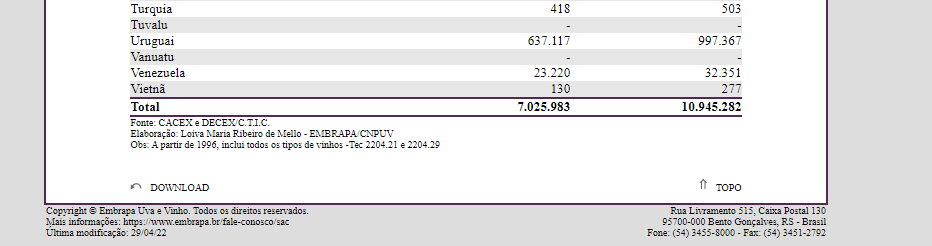 Turquia 418 503
Tuvalu - -
Uruguai 637.117 997.367
Vanuatu - -
Venezuela 23.220 32.351
Vietnã 130 277
Total 7.025.983 10.945.282
Fonte: CACEX e DECEX/C.T.I.C.
Elaboração: Loiva Maria Ribeiro de Mello - EMBRAPA/CNPUV
Obs: A partir de 1996, inclui todos os tipos de vinhos -Tec 2204.21 e 2204.29
DOWNLOAD TOPO
Copyright © Embrapa Uva e Vinho. Todos os direitos reservados. Rua Livramento 515, Caixa Postal 130
Mais informações: https://www.embrapa.br/fale-conosco/sac 95700-000 Bento Gonçalves, RS - Brasil
Última modificação: 29/04/22 Fone: (54) 3455-8000 - Fax: (54) 3451-2792